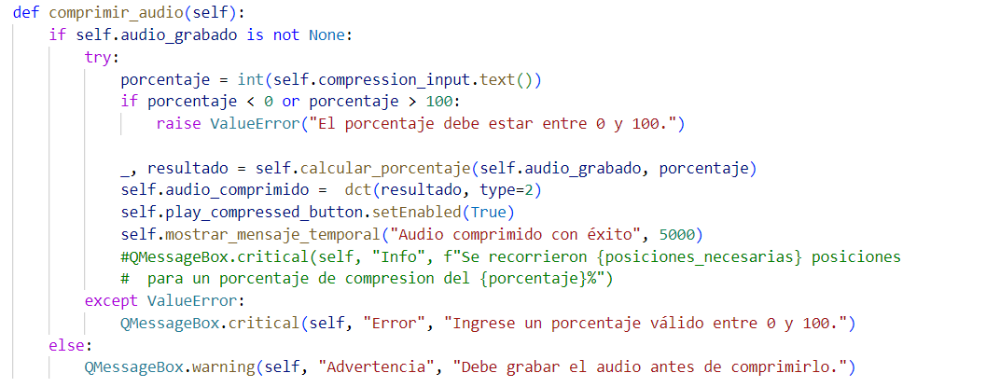 def comprimir_audio(self):
    if self.audio_grabado is not None:
        try:
            porcentaje = int(self.compression_input.text())
            if porcentaje < 0 or porcentaje > 100:
                raise ValueError("El porcentaje debe estar entre 0 y 100.")

            _, resultado = self.calcular_porcentaje(self.audio_grabado, porcentaje)
            self.audio_comprimido =  dct(resultado, type=2)
            self.play_compressed_button.setEnabled(True)
            self.mostrar_mensaje_temporal("Audio comprimido con éxito", 5000)
            #QMessageBox.critical(self, "Info", f"Se recorrieron {posiciones_necesarias} posiciones
            #  para un porcentaje de compresion del {porcentaje}%")
        except ValueError:
            QMessageBox.critical(self, "Error", "Ingrese un porcentaje válido entre 0 y 100.")
    else:
        QMessageBox.warning(self, "Advertencia", "Debe grabar el audio antes de comprimirlo.")